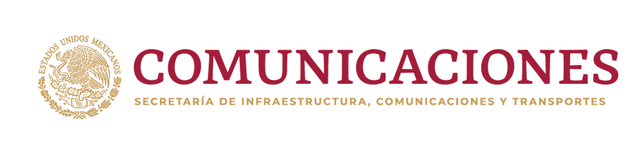 ESTADOS UNIDOS MEXICANOS
COMUNICACIONES
SECRETARÍA DE INFRAESTRUCTURA, COMUNICACIONES Y TRANSPORTES